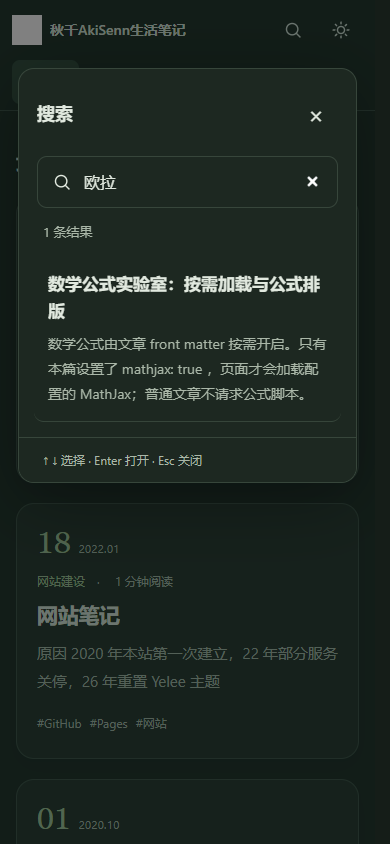 秋千AkiSenn生活笔记
搜索
×
欧拉
×
1 条结果
数学公式实验室：按需加载与公式排
版
数学公式由文章 front matter 按需开启。只有
本篇设置了 mathjax: true ，页面才会加载配
置的 MathJax；普通文章不请求公式脚本。
↑↓选择 · Enter 打开 · Esc 关闭
18 2022.01
网站建设 · 1 分钟阅读
网站笔记
原因 2020 年本站第一次建立，22 年部分服务
关停，26 年重置 Yelee 主题
#GitHub #Pages #网站
01 2020.10